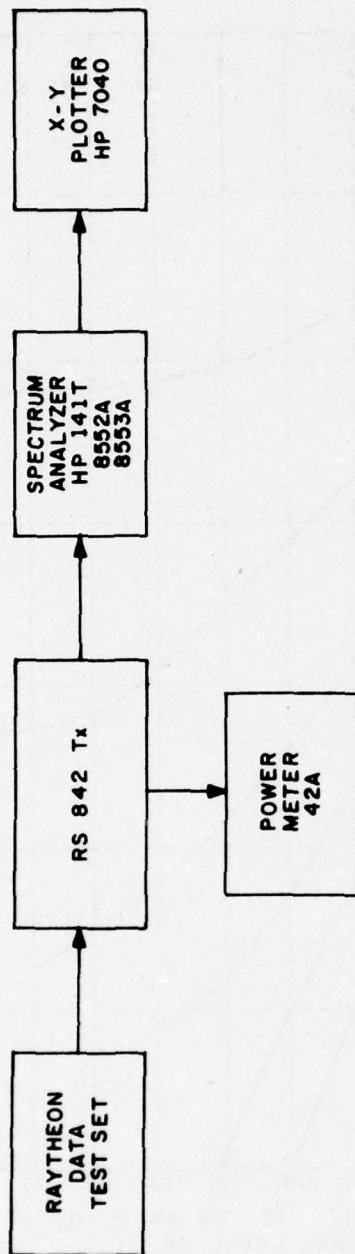 RAYTHEON
DATA
TEST SET
RS 842 Tx
POWER
METER
42A
SPECTRUM
ANALYZER
HP 141T
8552A
8553A
X-Y
PLOTTER
HP 7040